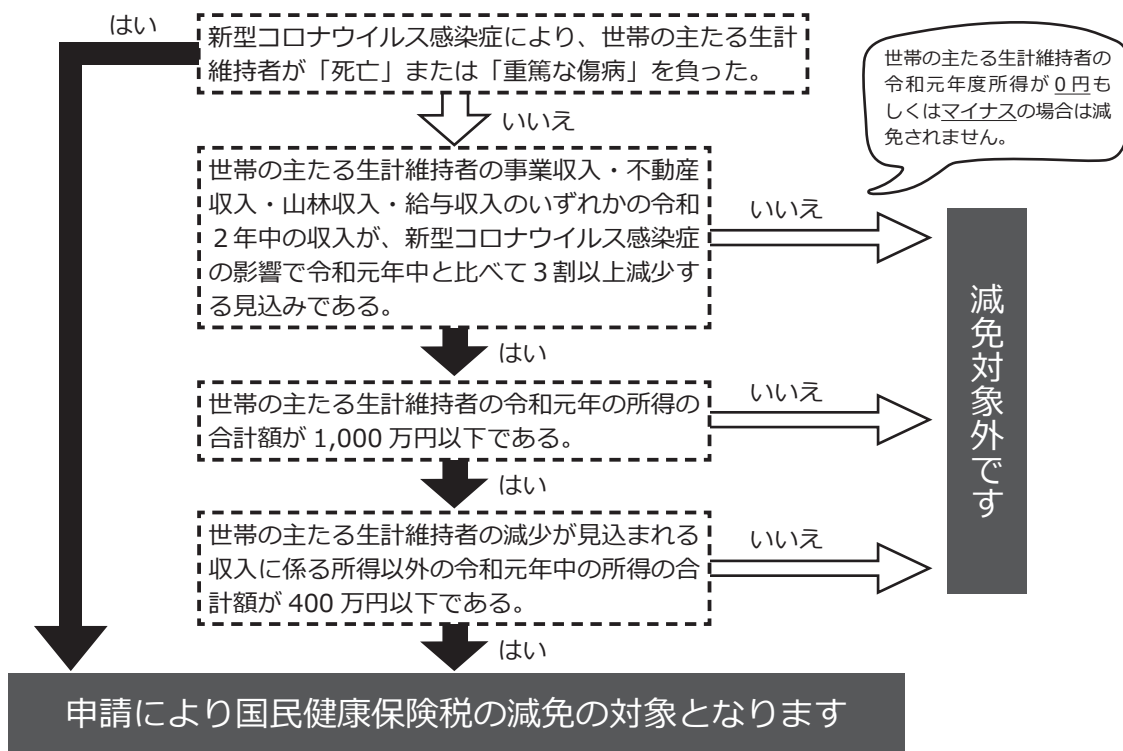 はい
新型コロナウイルス感染症により、世帯の主たる生計
維持者が「死亡」または「重篤な傷病」を負った。
世帯の主たる生計維持者の
令和元年度所得が0円も
しくはマイナスの場合は減
免されません。
いいえ
世帯の主たる生計維持者の事業収入・不動産
収入・山林収入・給与収入のいずれかの令和
2年中の収入が、新型コロナウイルス感染症
の影響で令和元年中と比べて3割以上減少す
る見込みである。
いいえ
はい
世帯の主たる生計維持者の令和元年の所得の
合計額が1,000万円以下である。
いいえ
はい
世帯の主たる生計維持者の減少が見込まれる
収入に係る所得以外の令和元年中の所得の合
計額が400万円以下である。
いいえ
はい
減免対象外です
申請により国民健康保険税の減免の対象となります